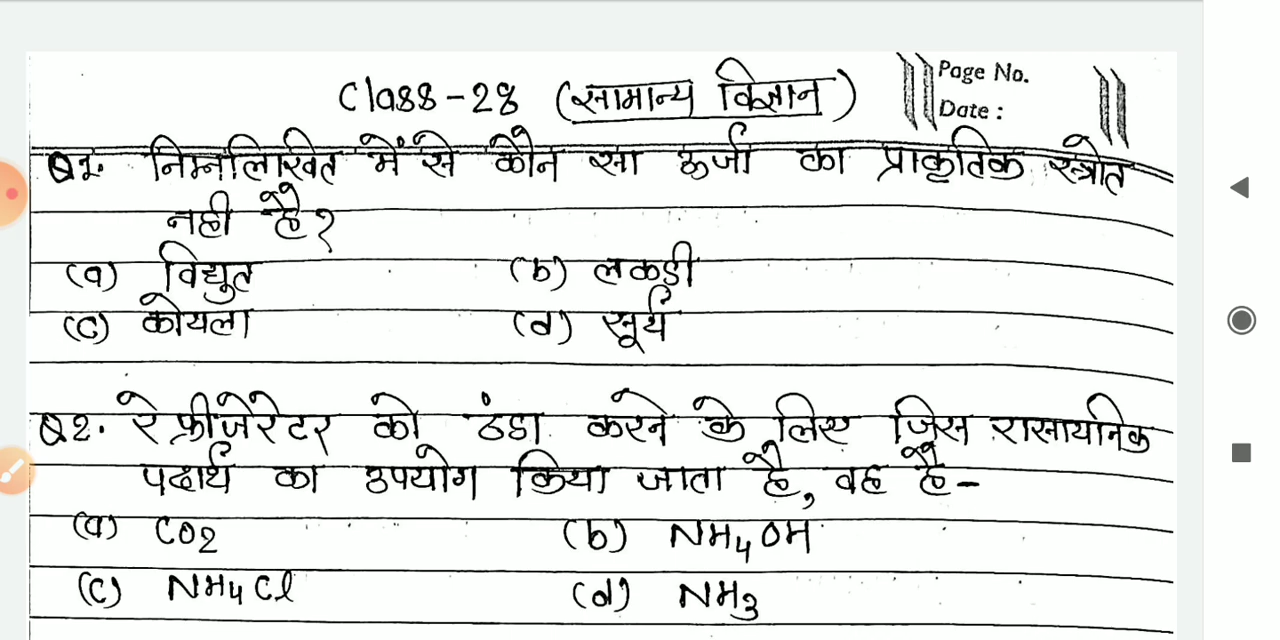 Class-28 (सामान्य विज्ञान)
Page No.
Date :
Q1. निम्नलिखित में से कौन सा ऊर्जा का प्राकृतिक स्त्रोत
नही है?
(a) विद्युत (b) लकडी
(c) कोयला (d) सूर्य
Q2. रेफ्रीजेरेटर को ठंडा करने के लिए जिस रासायनिक
पदार्थ का उपयोग किया जाता है, वह है-
(a) CO2 (b) NH4OH
(c) NH4Cl (d) NH3